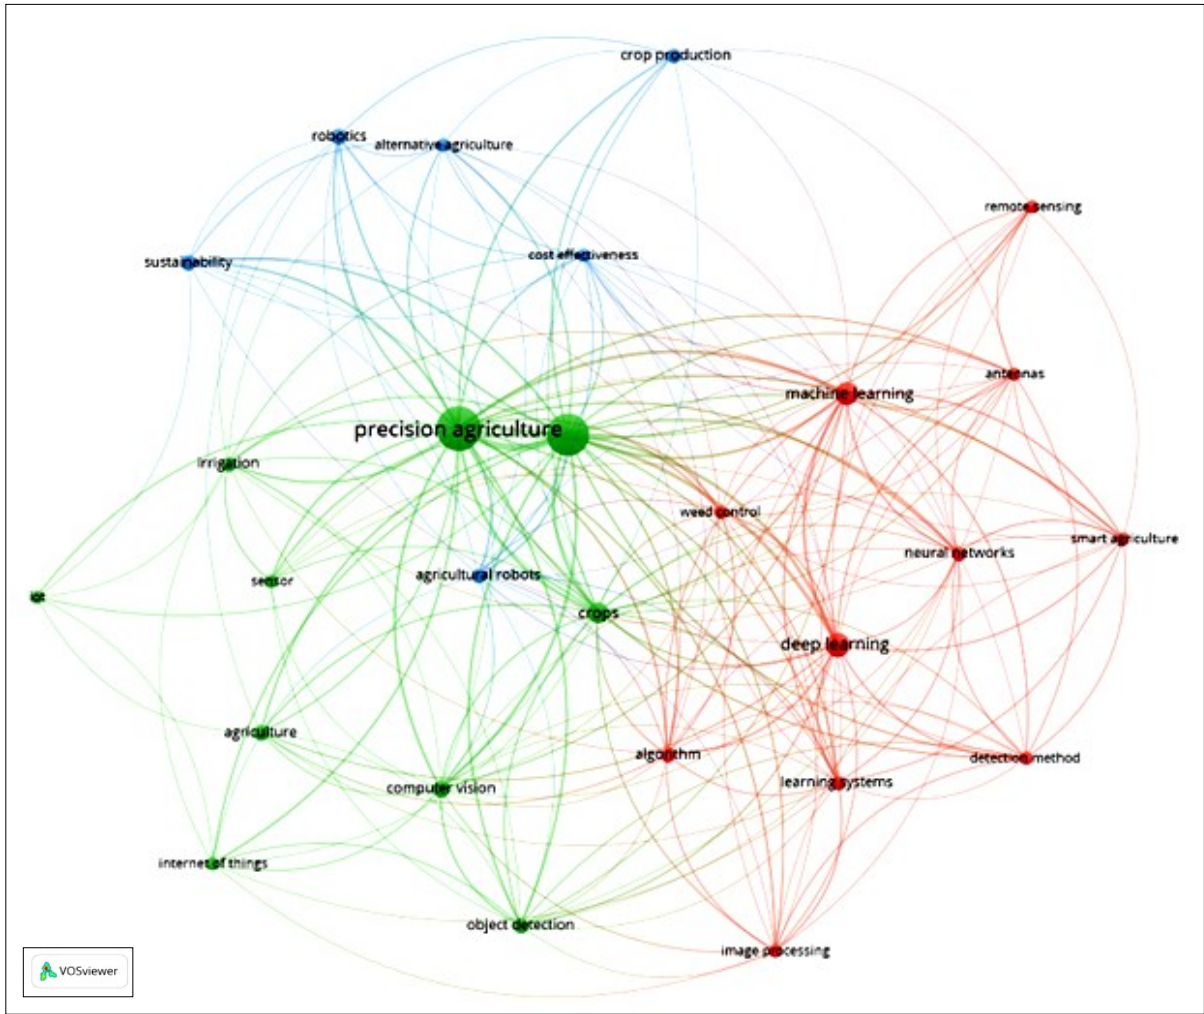 crop production
robotics
alternative agriculture
remote sensing
sustainability
cost effectiveness
antennas
machine learning
precision agriculture
irrigation
weed control
smart agriculture
neural networks
sensor
agricultural robots
iot
crops
deep learning
agriculture
algorithm
detection method
computer vision
learning systems
internet of things
object detection
image processing
VOSviewer